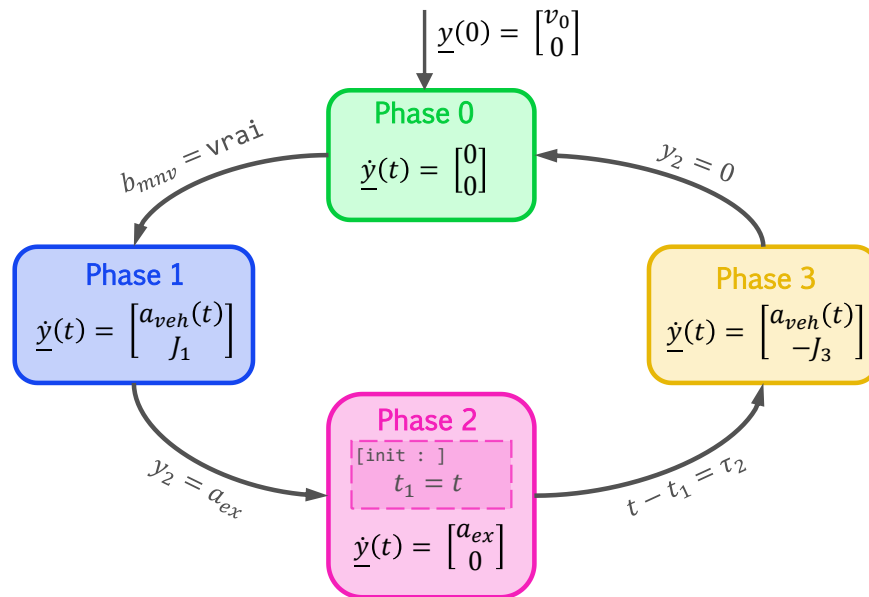 y(0) = [v₀ 0]
Phase 0
ẏ(t) = [0 0]
b_mnv = vrai
y₂ = 0
Phase 1
ẏ(t) = [a_veh(t) J₁]
Phase 3
ẏ(t) = [a_veh(t) −J₃]
Phase 2
[init : ]
t₁ = t
ẏ(t) = [a_ex 0]
y₂ = a_ex
t − t₁ = τ₂